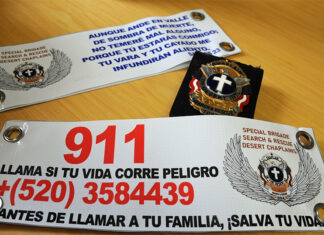 AUNQUE ANDE EN VALLE
DE SOMBRA DE MUERTE,
NO TEMERÉ MAL ALGUNO,
PORQUE TÚ ESTARÁS CONMIGO;
TU VARA Y TU CAYADO ME
INFUNDIRÁN ALIENTO.
SPECIAL BRIGADE
SEARCH & RESCUE
DESERT CHAPLAINS
911
LLAMA SI TU VIDA CORRE PELIGRO
+(520) 3584439
ANTES DE LLAMAR A TU FAMILIA, ¡SALVA TU VIDA
SPECIAL BRIGADE
SEARCH & RESCUE
DESERT CHAPLAINS